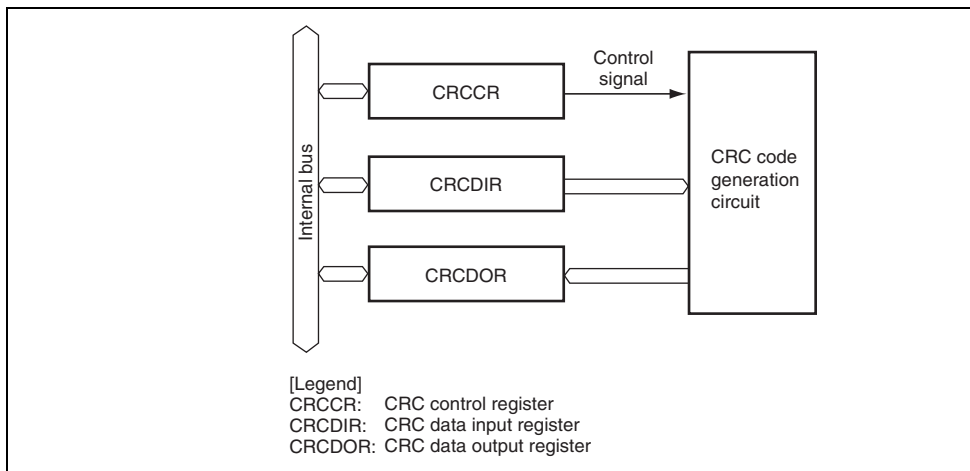 Control
signal
CRCCR
CRC code
generation
circuit
CRCDIR
Internal bus
CRCDOR
[Legend]
CRCCR: CRC control register
CRCDIR: CRC data input register
CRCDOR: CRC data output register